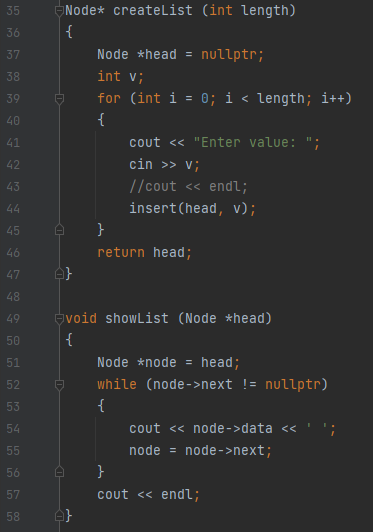 35 Node* createList (int length)
36 {
37     Node *head = nullptr;
38     int v;
39     for (int i = 0; i < length; i++)
40     {
41         cout << "Enter value: ";
42         cin >> v;
43         //cout << endl;
44         insert(head, v);
45     }
46     return head;
47 }
48
49 void showList (Node *head)
50 {
51     Node *node = head;
52     while (node->next != nullptr)
53     {
54         cout << node->data << ' ';
55         node = node->next;
56     }
57     cout << endl;
58 }